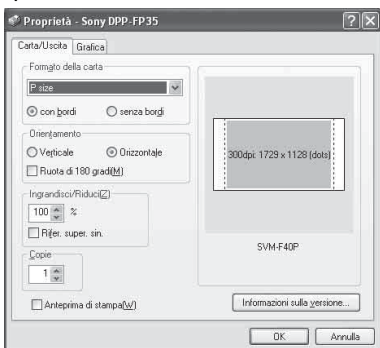 Proprietà - Sony DPP-FP35
Carta/Uscita Grafica
Formato della carta
P size
con bordi senza bordi
Orientamento
Verticale Orizzontale
Ruota di 180 gradi(M)
Ingrandisci/Riduci(Z)
100 %
Rifer. super. sin.
Copie
1
Anteprima di stampa(W)
300dpi: 1729 x 1128 (dots)
SVM-F40P
Informazioni sulla versione...
OK Annulla